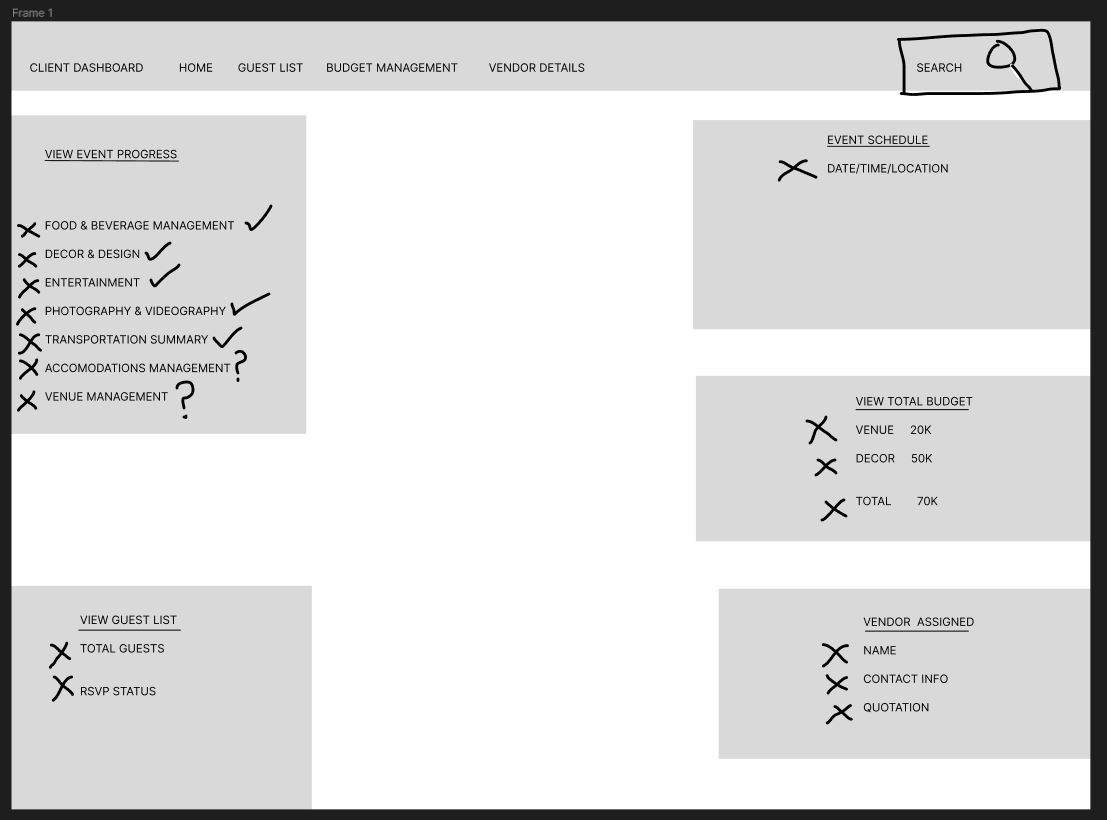 Frame 1
CLIENT DASHBOARD HOME GUEST LIST BUDGET MANAGEMENT VENDOR DETAILS SEARCH
VIEW EVENT PROGRESS
FOOD & BEVERAGE MANAGEMENT
DECOR & DESIGN
ENTERTAINMENT
PHOTOGRAPHY & VIDEOGRAPHY
TRANSPORTATION SUMMARY
ACCOMODATIONS MANAGEMENT ?
VENUE MANAGEMENT ?
EVENT SCHEDULE
DATE/TIME/LOCATION
VIEW TOTAL BUDGET
VENUE 20K
DECOR 50K
TOTAL 70K
VIEW GUEST LIST
TOTAL GUESTS
RSVP STATUS
VENDOR ASSIGNED
NAME
CONTACT INFO
QUOTATION